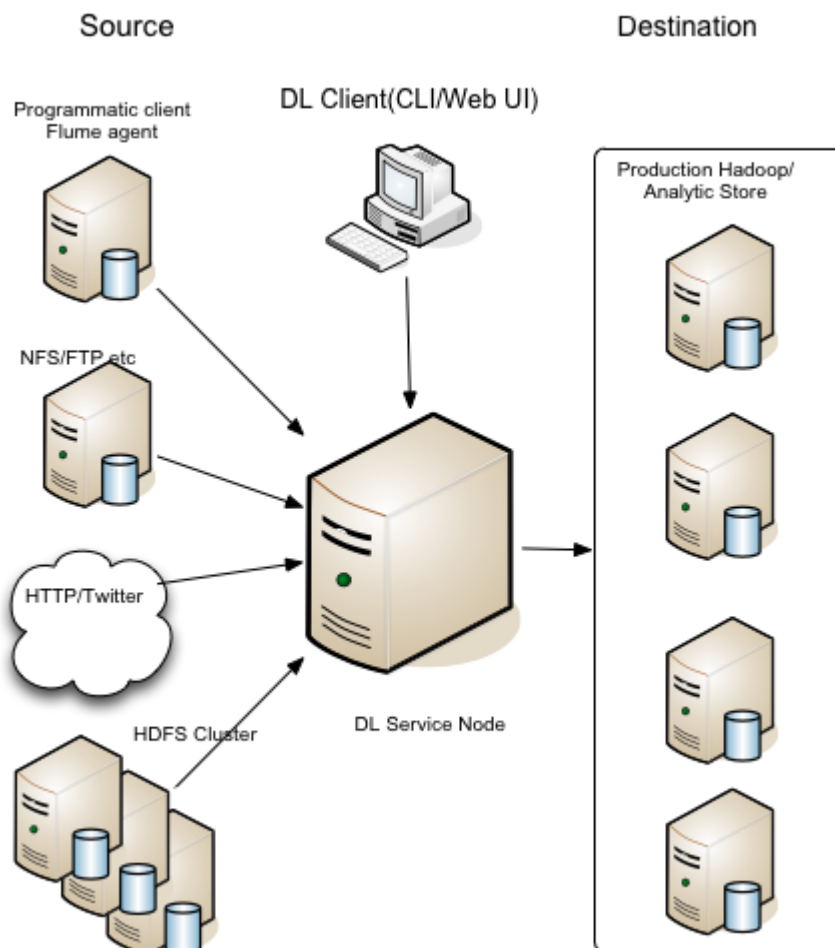 Source
Destination
DL Client(CLI/Web UI)
Programmatic client
Flume agent
Production Hadoop/
Analytic Store
NFS/FTP etc
HTTP/Twitter
DL Service Node
HDFS Cluster